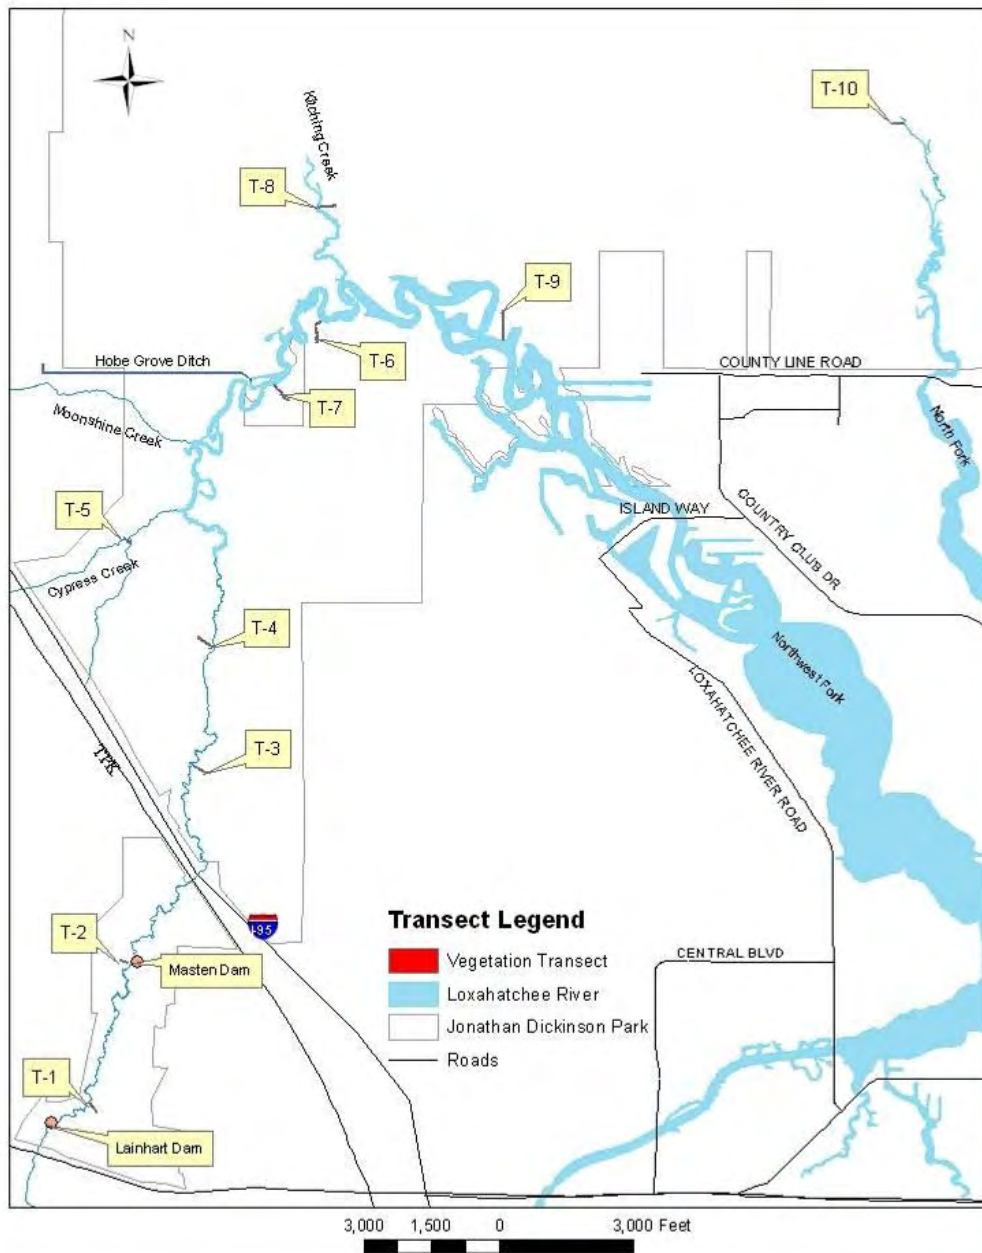 N
T-10
Kitching Creek
T-8
T-9
T-6
Hobe Grove Ditch
COUNTY LINE ROAD
T-7
Moonshine Creek
North Fork
T-5
ISLAND WAY
COUNTRY CLUB DR
Cypress Creek
T-4
Northwest Fork
LOXAHATCHEE RIVER ROAD
T-3
TPK
Transect Legend
T-2
CENTRAL BLVD
Vegetation Transect
Masten Dam
Loxahatchee River
Jonathan Dickinson Park
Roads
T-1
Lainhart Dam
3,000 1,500 0 3,000 Feet